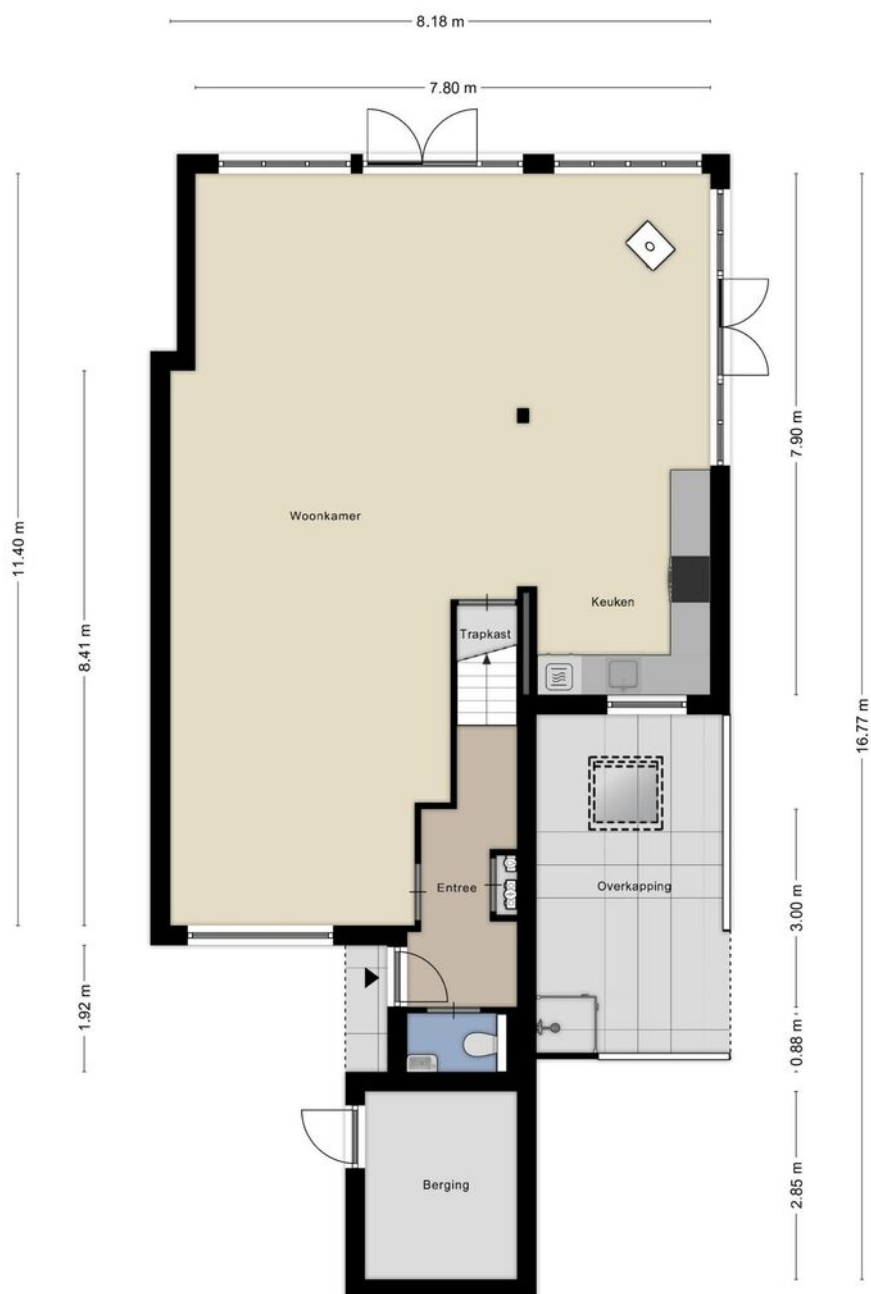 8.18 m
7.80 m
11.40 m
8.41 m
1.92 m
7.90 m
16.77 m
3.00 m
0.88 m
2.85 m
Woonkamer
Keuken
Trapkast
Entree
Overkapping
Berging